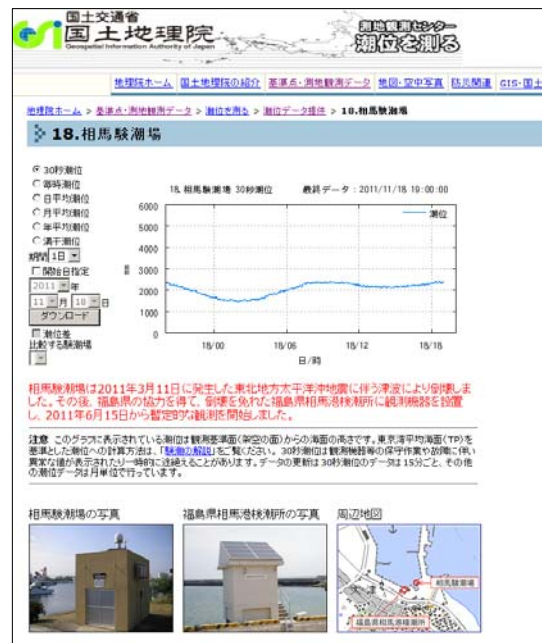 国土交通省
国土地理院
Geospatial Information Authority of Japan
測地観測センター
潮位を測る
地理院ホーム 国土地理院の紹介 基準点・測地観測データ 地図・空中写真 防災関連 GIS・国土
地理院ホーム > 基準点・測地観測データ > 潮位を測る > 潮位データ提供 > 18.相馬験潮場
18.相馬験潮場
30秒潮位
毎時潮位
日平均潮位
月平均潮位
年平均潮位
満干潮位
期間 1日
開始日指定
2011 年
11 月 18 日
ダウンロード
潮位差
比較する験潮場
18. 相馬験潮場 30秒潮位 最終データ : 2011/11/18 19:00:00
潮位
6000
5000
4000
3000
2000
1000
0
18/00 18/06 18/12 18/18
日/時
相馬験潮場は2011年3月11日に発生した東北地方太平洋沖地震に伴う津波により倒壊しま
した。その後、福島県の協力を得て、倒壊を免れた福島県相馬港検潮所に観測機器を設置
し、2011年6月15日から暫定的な観測を開始しました。
注意 このグラフに表示されている潮位は観測基準面(架空の面)からの海面の高さです。東京湾平均海面(TP)を
基準とした潮位への計算方法は、「験潮の解説」をご覧ください。 30秒潮位は観測機器等の保守作業や故障に伴い
異常な値が表示されたり一時的に途絶えることがあります。データの更新は30秒潮位のデータは15分ごと、その他
の潮位データは月単位で行っています。
相馬験潮場の写真 福島県相馬港検潮所の写真 周辺地図
相馬験潮場
福島県相馬港検潮所